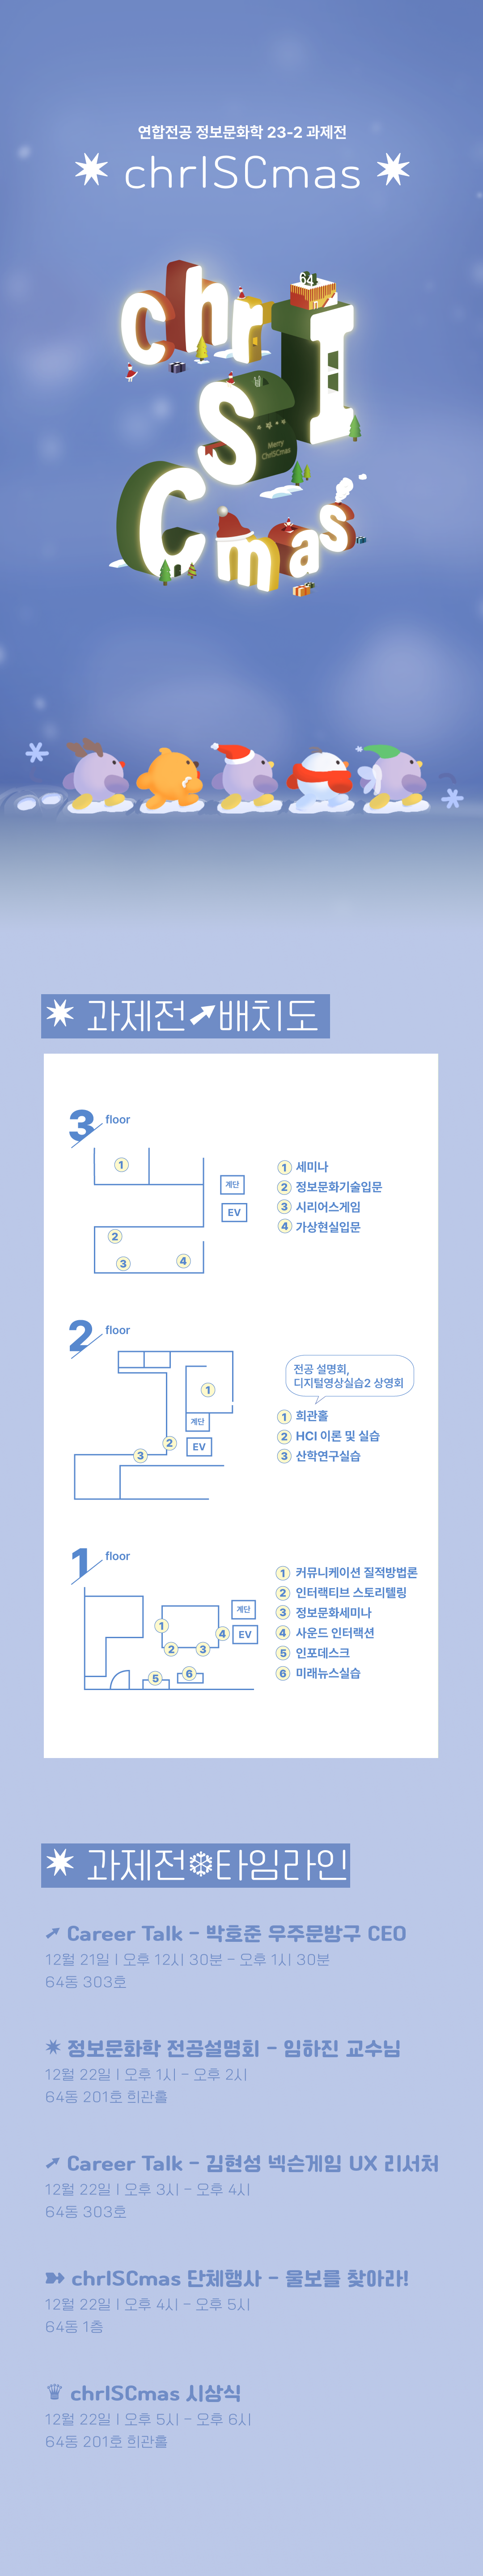 연합전공 정보문화학 23-2 과제전
chrISCmas
chr
64
I
s
Merry
ChrISCmas
C
mas
과제전 배치도
3 floor
1
계단
EV
2
3
4
1 세미나
2 정보문화기술입문
3 시리어스게임
4 가상현실입문
2 floor
1
계단
EV
2
3
전공 설명회,
디지털영상실습2 상영회
1 희관홀
2 HCI 이론 및 실습
3 산학연구실습
1 floor
계단
EV
1
2
3
4
5
6
1 커뮤니케이션 질적방법론
2 인터랙티브 스토리텔링
3 정보문화세미나
4 사운드 인터랙션
5 인포데스크
6 미래뉴스실습
과제전 타임라인
Career Talk - 박호준 우주문방구 CEO
12월 21일 | 오후 12시 30분 - 오후 1시 30분
64동 303호
정보문화학 전공설명회 - 임하진 교수님
12월 22일 | 오후 1시 - 오후 2시
64동 201호 희관홀
Career Talk - 김현성 넥슨게임 UX 리서처
12월 22일 | 오후 3시 - 오후 4시
64동 303호
chrISCmas 단체행사 - 울보를 찾아라!
12월 22일 | 오후 4시 - 오후 5시
64동 1층
chrISCmas 시상식
12월 22일 | 오후 5시 - 오후 6시
64동 201호 희관홀